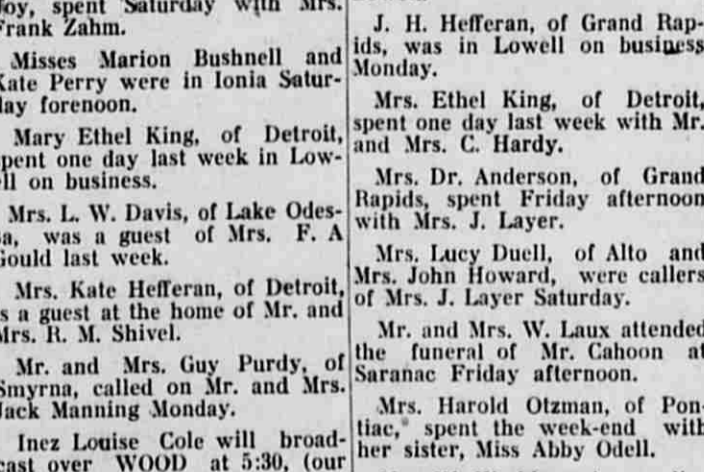 Joy, spent Saturday with Mrs.
Frank Zahm.
Misses Marion Bushnell and
Kate Perry were in Ionia Satur-
day forenoon.
Mary Ethel King, of Detroit,
spent one day last week in Low-
ell on business.
Mrs. L. W. Davis, of Lake Odes-
sa, was a guest of Mrs. F. A
Gould last week.
Mrs. Kate Hefferan, of Detroit,
is a guest at the home of Mr. and
Mrs. R. M. Shivel.
Mr. and Mrs. Guy Purdy, of
Smyrna, called on Mr. and Mrs.
Jack Manning Monday.
Inez Louise Cole will broad-
cast over WOOD at 5:30, (our
J. H. Hefferan, of Grand Rap-
ids, was in Lowell on business
Monday.
Mrs. Ethel King, of Detroit,
spent one day last week with Mr.
and Mrs. C. Hardy.
Mrs. Dr. Anderson, of Grand
Rapids, spent Friday afternoon
with Mrs. J. Layer.
Mrs. Lucy Duell, of Alto and
Mrs. John Howard, were callers
of Mrs. J. Layer Saturday.
Mr. and Mrs. W. Laux attended
the funeral of Mr. Cahoon at
Saranac Friday afternoon.
Mrs. Harold Otzman, of Pon-
tiac, spent the week-end with
her sister, Miss Abby Odell.